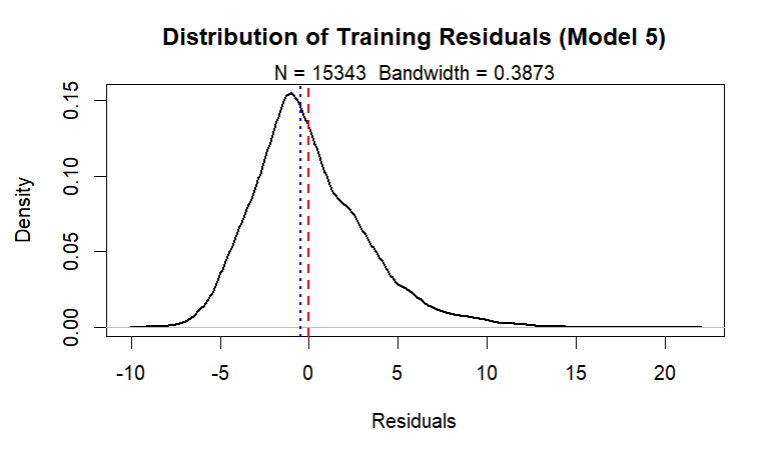 Distribution of Training Residuals (Model 5)
N = 15343 Bandwidth = 0.3873
Density
0.15
0.10
0.05
0.00
-10 -5 0 5 10 15 20
Residuals